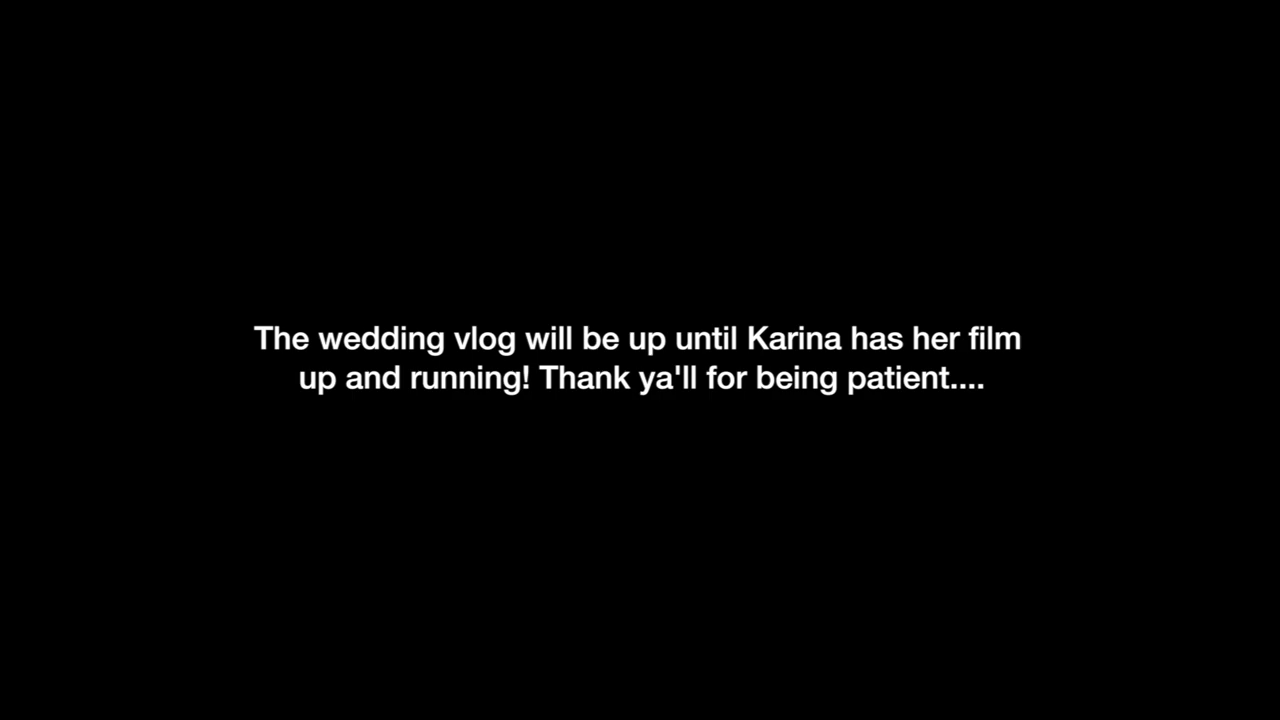 The wedding vlog will be up until Karina has her film
up and running! Thank ya'll for being patient....